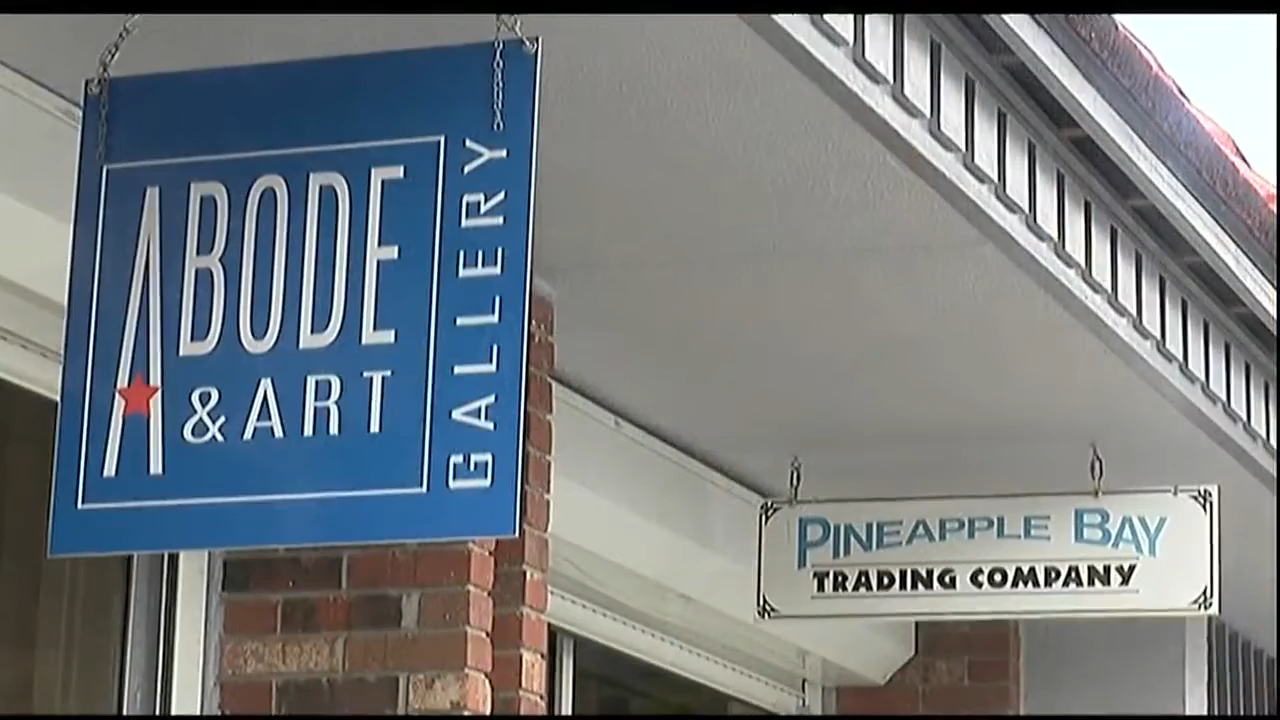 ABODE
& ART
GALLERY
PINEAPPLE BAY
TRADING COMPANY